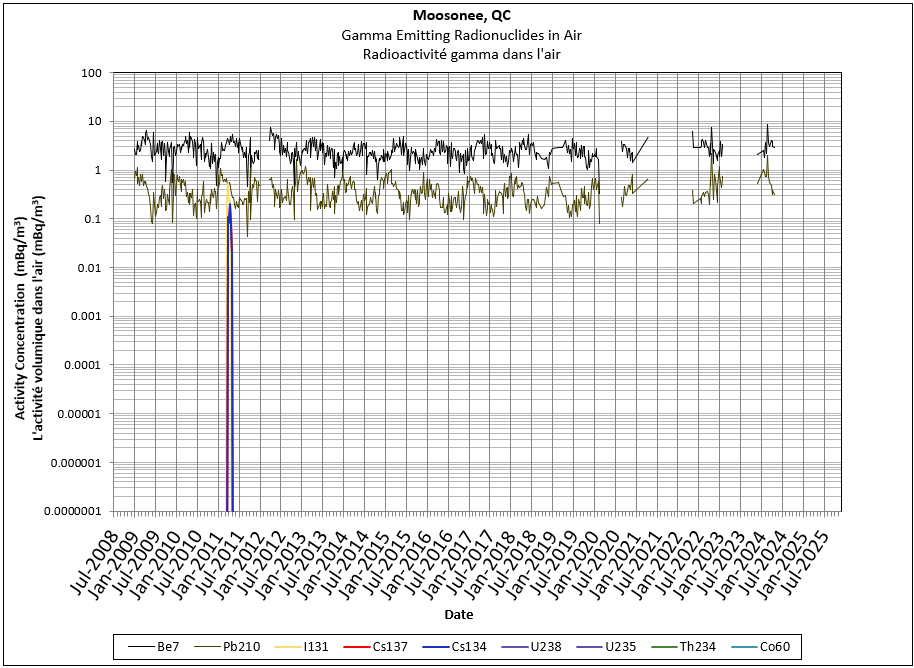 Moosonee, QC
Gamma Emitting Radionuclides in Air
Radioactivité gamma dans l'air
Activity Concentration (mBq/m³)
L'activité volumique dans l'air (mBq/m³)
100
10
1
0.1
0.01
0.001
0.0001
0.00001
0.000001
0.0000001
Jul-2008
Jan-2009
Jul-2009
Jan-2010
Jul-2010
Jan-2011
Jul-2011
Jan-2012
Jul-2012
Jan-2013
Jul-2013
Jan-2014
Jul-2014
Jan-2015
Jul-2015
Jan-2016
Jul-2016
Jan-2017
Jul-2017
Jan-2018
Jul-2018
Jan-2019
Jul-2019
Jan-2020
Jul-2020
Jan-2021
Jul-2021
Jan-2022
Jul-2022
Jan-2023
Jul-2023
Jan-2024
Jul-2024
Jan-2025
Jul-2025
Date
Be7 Pb210 I131 Cs137 Cs134 U238 U235 Th234 Co60